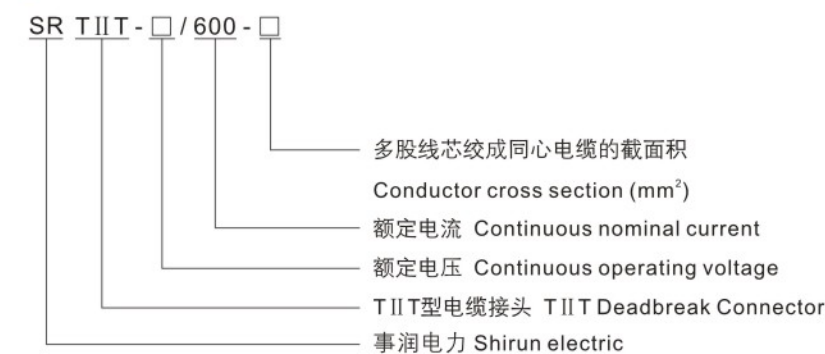 SR TⅡT-□/600-□
多股线芯绞成同心电缆的截面积
Conductor cross section (mm²)
额定电流 Continuous nominal current
额定电压 Continuous operating voltage
TⅡT型电缆接头 TⅡT Deadbreak Connector
事润电力 Shirun electric